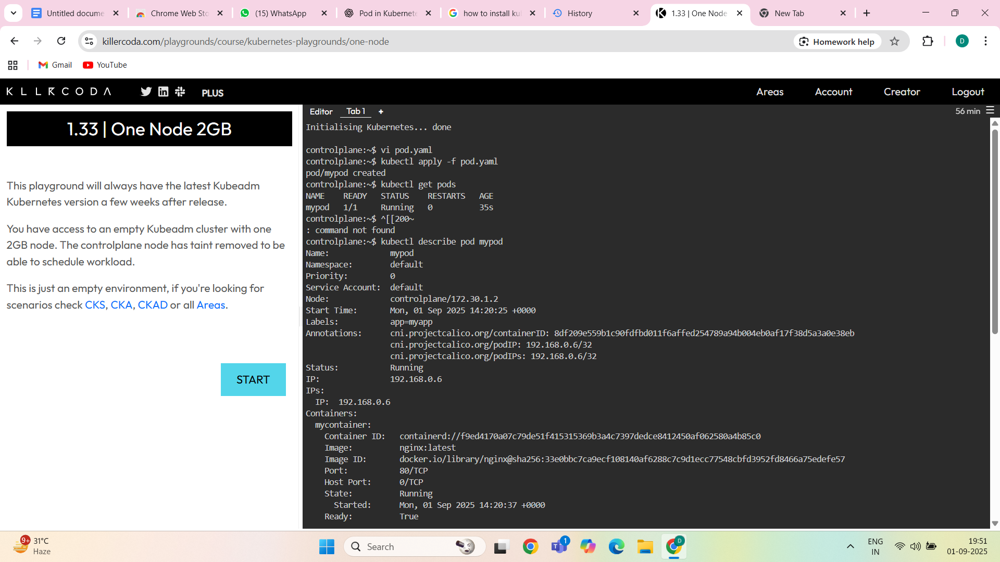 Untitled docume
Chrome Web Sto
(15) WhatsApp
Pod in Kubernete
how to install ku
History
1.33 | One Node
New Tab
killercoda.com/playgrounds/course/kubernetes-playgrounds/one-node
Homework help
D
Gmail
YouTube
KLLRCODA
PLUS
Areas
Account
Creator
Logout
1.33 | One Node 2GB
This playground will always have the latest Kubeadm
Kubernetes version a few weeks after release.
You have access to an empty Kubeadm cluster with one
2GB node. The controlplane node has taint removed to be
able to schedule workload.
This is just an empty environment, if you're looking for
scenarios check CKS, CKA, CKAD or all Areas.
START
Editor Tab 1 +
56 min
Initialising Kubernetes... done
controlplane:~$ vi pod.yaml
controlplane:~$ kubectl apply -f pod.yaml
pod/mypod created
controlplane:~$ kubectl get pods
NAME READY STATUS RESTARTS AGE
mypod 1/1 Running 0 35s
controlplane:~$ ^[[200~
: command not found
controlplane:~$ kubectl describe pod mypod
Name: mypod
Namespace: default
Priority: 0
Service Account: default
Node: controlplane/172.30.1.2
Start Time: Mon, 01 Sep 2025 14:20:25 +0000
Labels: app=myapp
Annotations: cni.projectcalico.org/containerID: 8df209e559b1c90fdfbd011f6affed254789a94b004eb0af17f38d5a3a0e38eb
cni.projectcalico.org/podIP: 192.168.0.6/32
cni.projectcalico.org/podIPs: 192.168.0.6/32
Status: Running
IP: 192.168.0.6
IPs:
IP: 192.168.0.6
Containers:
mycontainer:
Container ID: containerd://f9ed4170a07c79de51f415315369b3a4c7397dedce8412450af062580a4b85c0
Image: nginx:latest
Image ID: docker.io/library/nginx@sha256:33e0bbc7ca9ecf108140af6288c7c9d1ecc77548cbfd3952fd8466a75edefe57
Port: 80/TCP
Host Port: 0/TCP
State: Running
Started: Mon, 01 Sep 2025 14:20:37 +0000
Ready: True
9+
31°C
Haze
Search
1
D
ENG
IN
19:51
01-09-2025